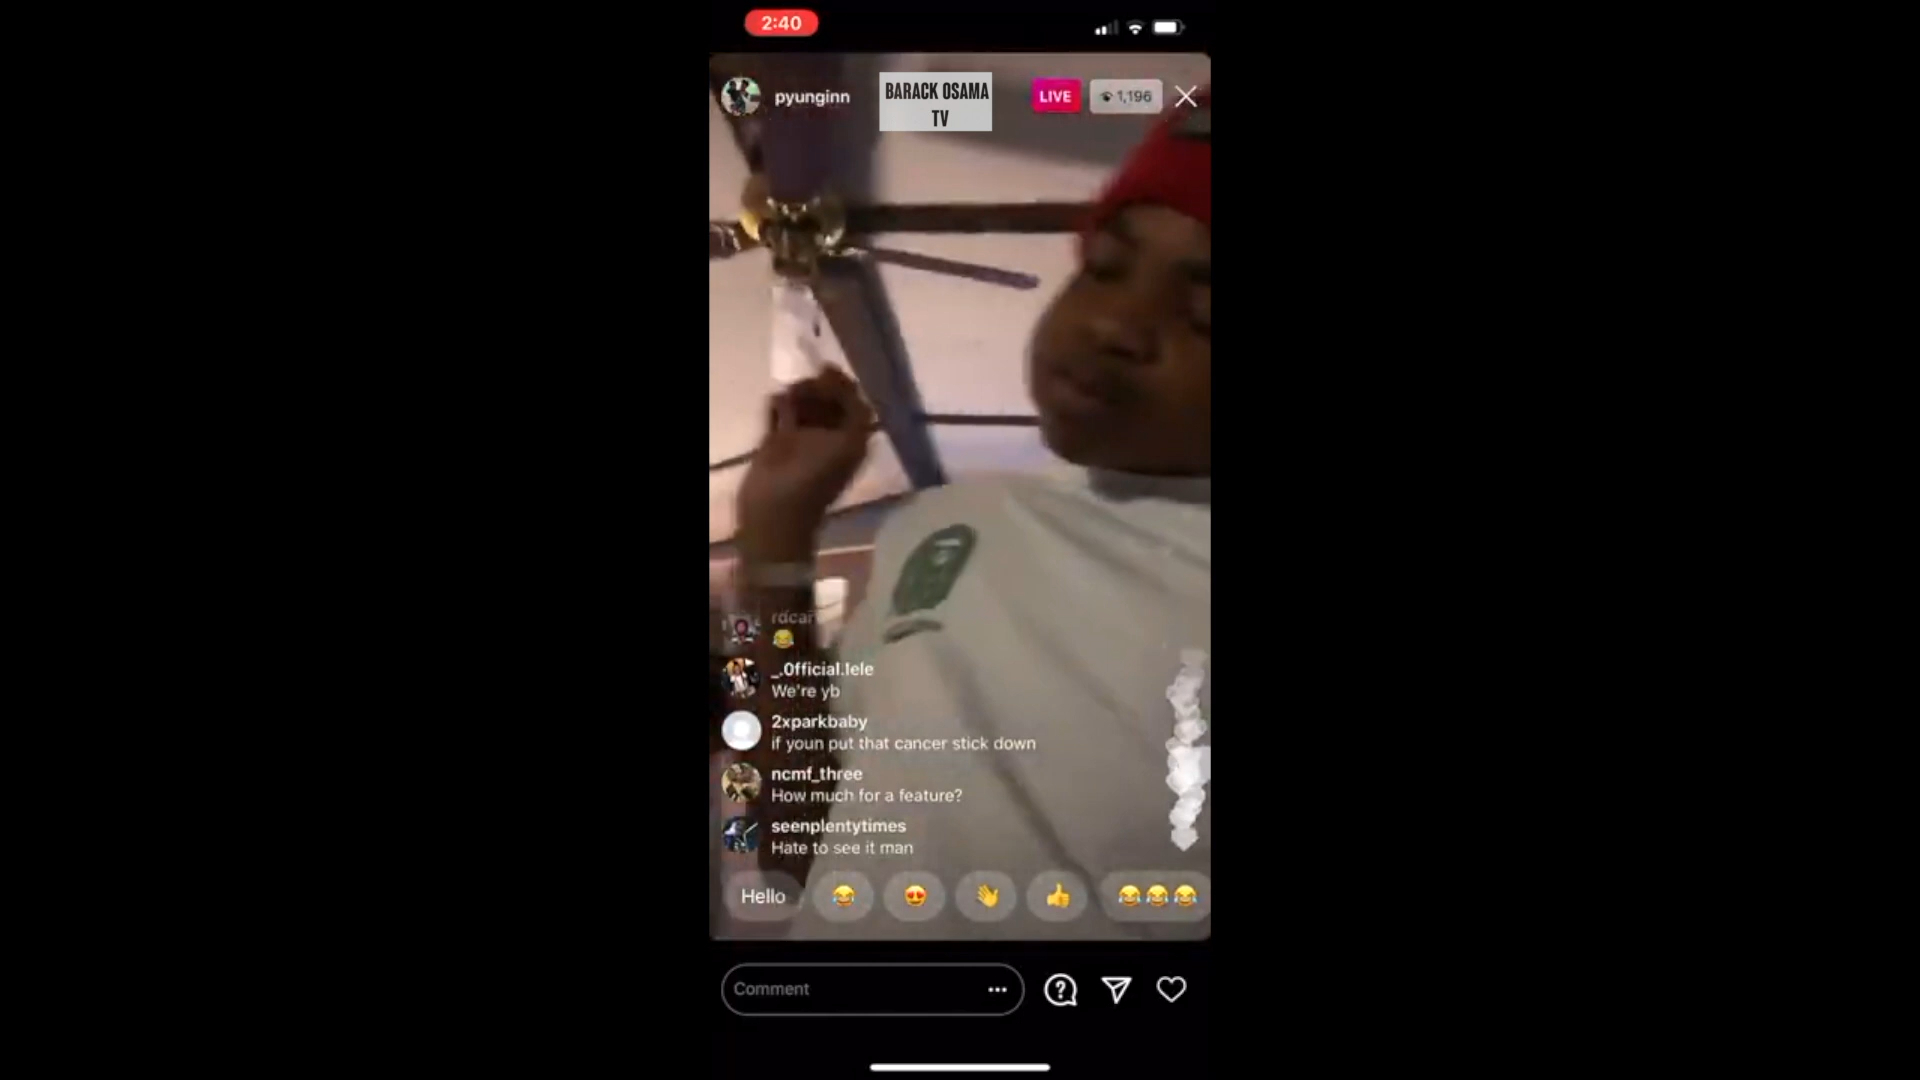 2:40
pyunginn
BARACK OSAMA
TV
LIVE
1,196
_.0fficial.lele
We're yb
2xparkbaby
if youn put that cancer stick down
ncmf_three
How much for a feature?
seenplentytimes
Hate to see it man
Hello
Comment